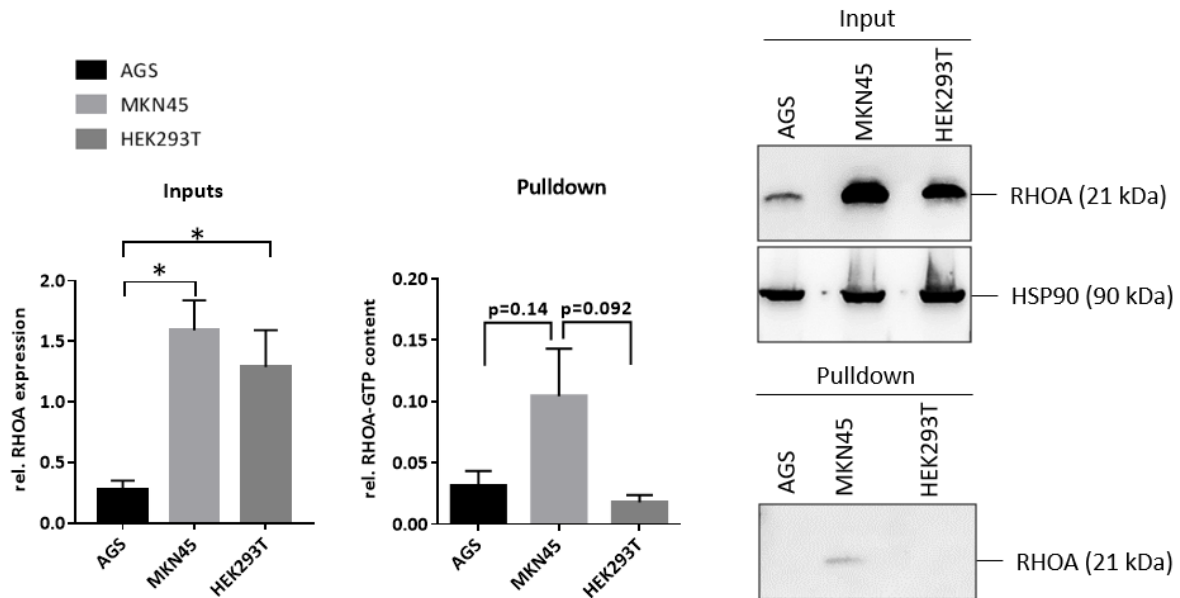 AGS
MKN45
HEK293T
Inputs
*
*
rel. RHOA expression
2.0
1.5
1.0
0.5
0.0
AGS
MKN45
HEK293T
Pulldown
p=0.14
p=0.092
rel. RHOA-GTP content
0.20
0.15
0.10
0.05
0.00
AGS
MKN45
HEK293T
Input
AGS
MKN45
HEK293T
RHOA (21 kDa)
HSP90 (90 kDa)
Pulldown
AGS
MKN45
HEK293T
RHOA (21 kDa)